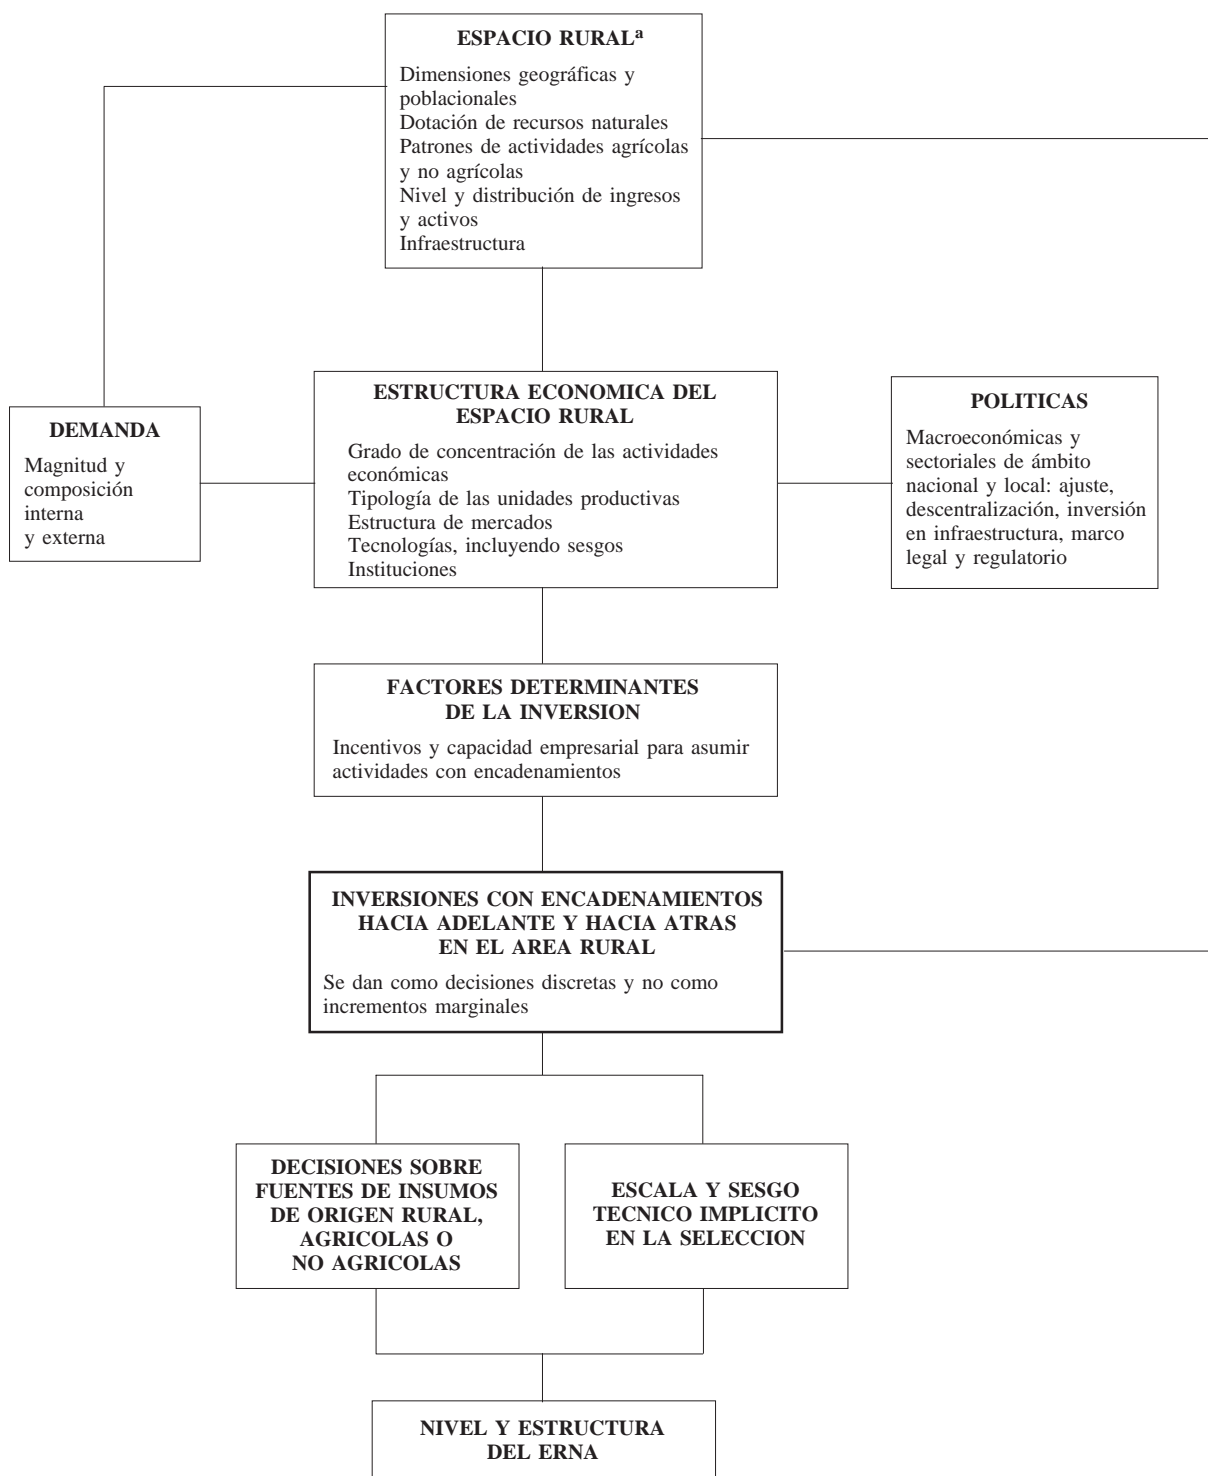 ESPACIO RURALª
Dimensiones geográficas y
poblacionales
Dotación de recursos naturales
Patrones de actividades agrícolas
y no agrícolas
Nivel y distribución de ingresos
y activos
Infraestructura
DEMANDA
Magnitud y
composición
interna
y externa
ESTRUCTURA ECONOMICA DEL
ESPACIO RURAL
Grado de concentración de las actividades
económicas
Tipología de las unidades productivas
Estructura de mercados
Tecnologías, incluyendo sesgos
Instituciones
POLITICAS
Macroeconómicas y
sectoriales de ámbito
nacional y local: ajuste,
descentralización, inversión
en infraestructura, marco
legal y regulatorio
FACTORES DETERMINANTES
DE LA INVERSION
Incentivos y capacidad empresarial para asumir
actividades con encadenamientos
INVERSIONES CON ENCADENAMIENTOS
HACIA ADELANTE Y HACIA ATRAS
EN EL AREA RURAL
Se dan como decisiones discretas y no como
incrementos marginales
DECISIONES SOBRE
FUENTES DE INSUMOS
DE ORIGEN RURAL,
AGRICOLAS O
NO AGRICOLAS
ESCALA Y SESGO
TECNICO IMPLICITO
EN LA SELECCION
NIVEL Y ESTRUCTURA
DEL ERNA